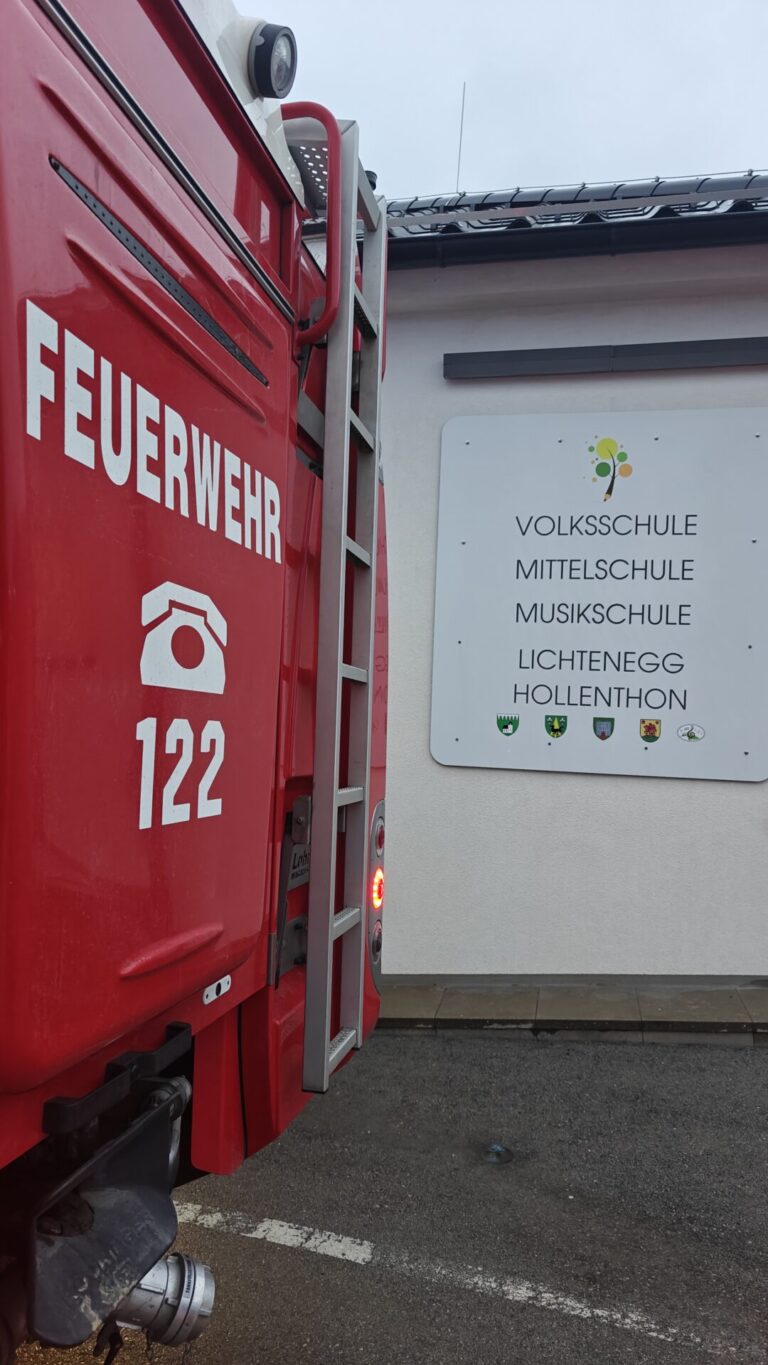 FEUERWEHR
122
VOLKSSCHULE
MITTELSCHULE
MUSIKSCHULE
LICHTENEGG
HOLLENTHON